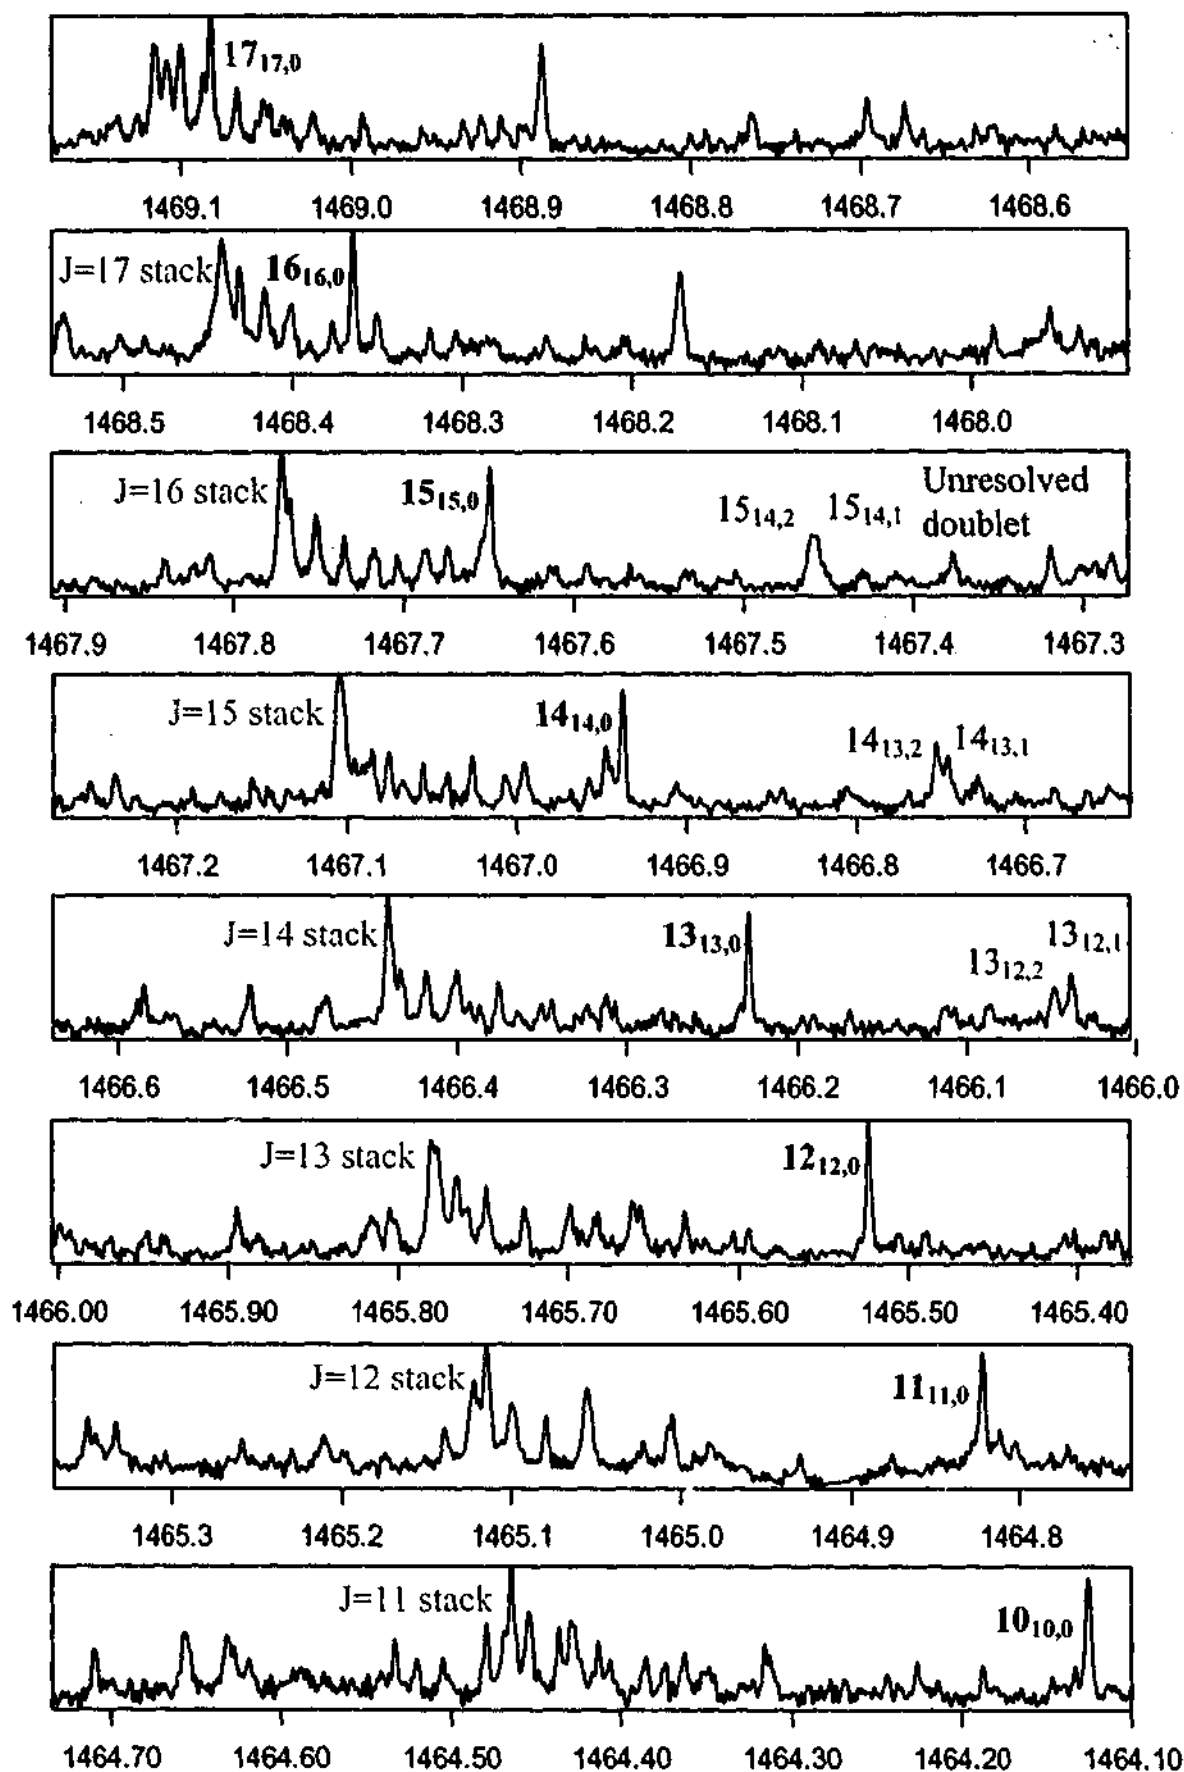 17₁₇,₀
1469.1 1469.0 1468.9 1468.8 1468.7 1468.6
J=17 stack 16₁₆,₀
1468.5 1468.4 1468.3 1468.2 1468.1 1468.0
J=16 stack 15₁₅,₀ 15₁₄,₂ 15₁₄,₁ Unresolved
doublet
1467.9 1467.8 1467.7 1467.6 1467.5 1467.4 1467.3
J=15 stack 14₁₄,₀ 14₁₃,₂ 14₁₃,₁
1467.2 1467.1 1467.0 1466.9 1466.8 1466.7
J=14 stack 13₁₃,₀ 13₁₂,₂ 13₁₂,₁
1466.6 1466.5 1466.4 1466.3 1466.2 1466.1 1466.0
J=13 stack 12₁₂,₀
1466.00 1465.90 1465.80 1465.70 1465.60 1465.50 1465.40
J=12 stack 11₁₁,₀
1465.3 1465.2 1465.1 1465.0 1464.9 1464.8
J=11 stack 10₁₀,₀
1464.70 1464.60 1464.50 1464.40 1464.30 1464.20 1464.10